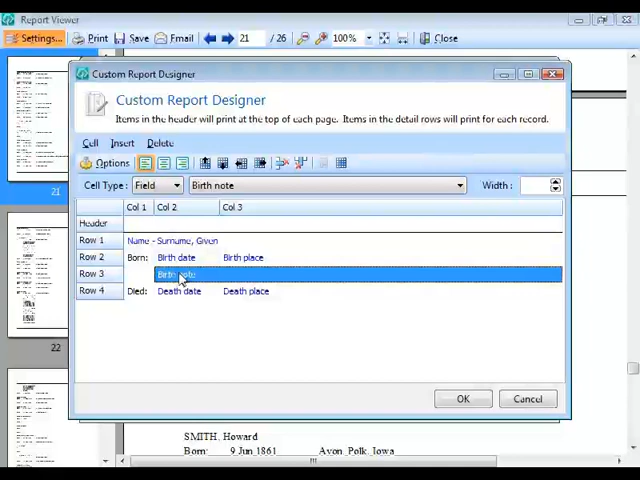 Report Viewer
Settings... Print Save Email 21 / 26 100% Close
Custom Report Designer
Custom Report Designer
Items in the header will print at the top of each page. Items in the detail rows will print for each record.
Cell Insert Delete
Options
Cell Type: Field Birth note Width:
Col 1 Col 2 Col 3
Header
Row 1 Name - Surname, Given
Row 2 Born: Birth date Birth place
Row 3 Birth note
Row 4 Died: Death date Death place
OK Cancel
21
22
SMITH, Howard
Born: 9 Jun 1861 Avon, Polk, Iowa